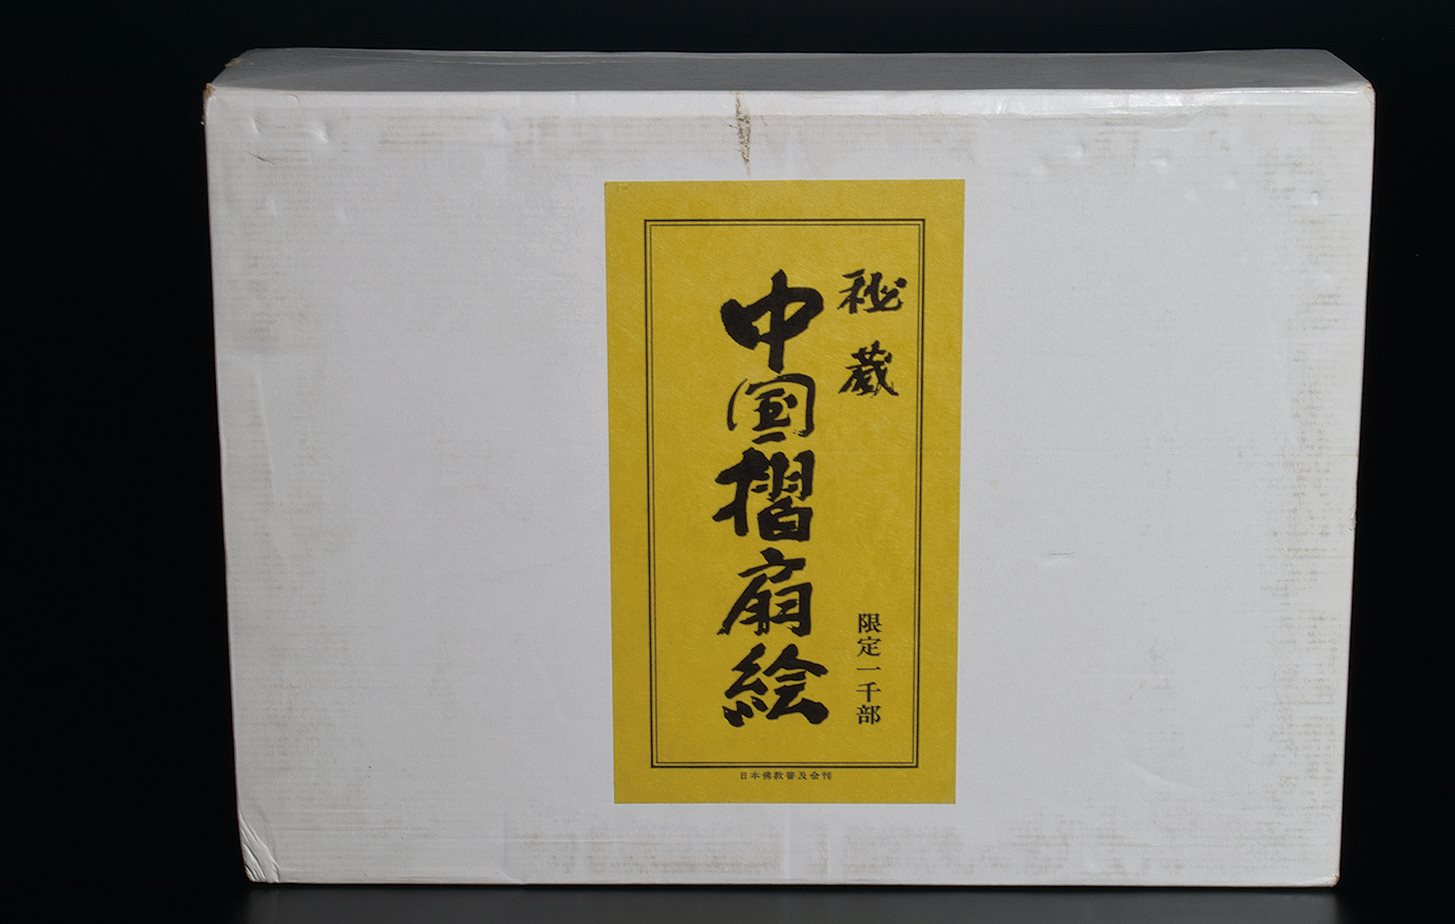 秘蔵
中国摺扇絵
限定一千部
日本佛教普及会刊